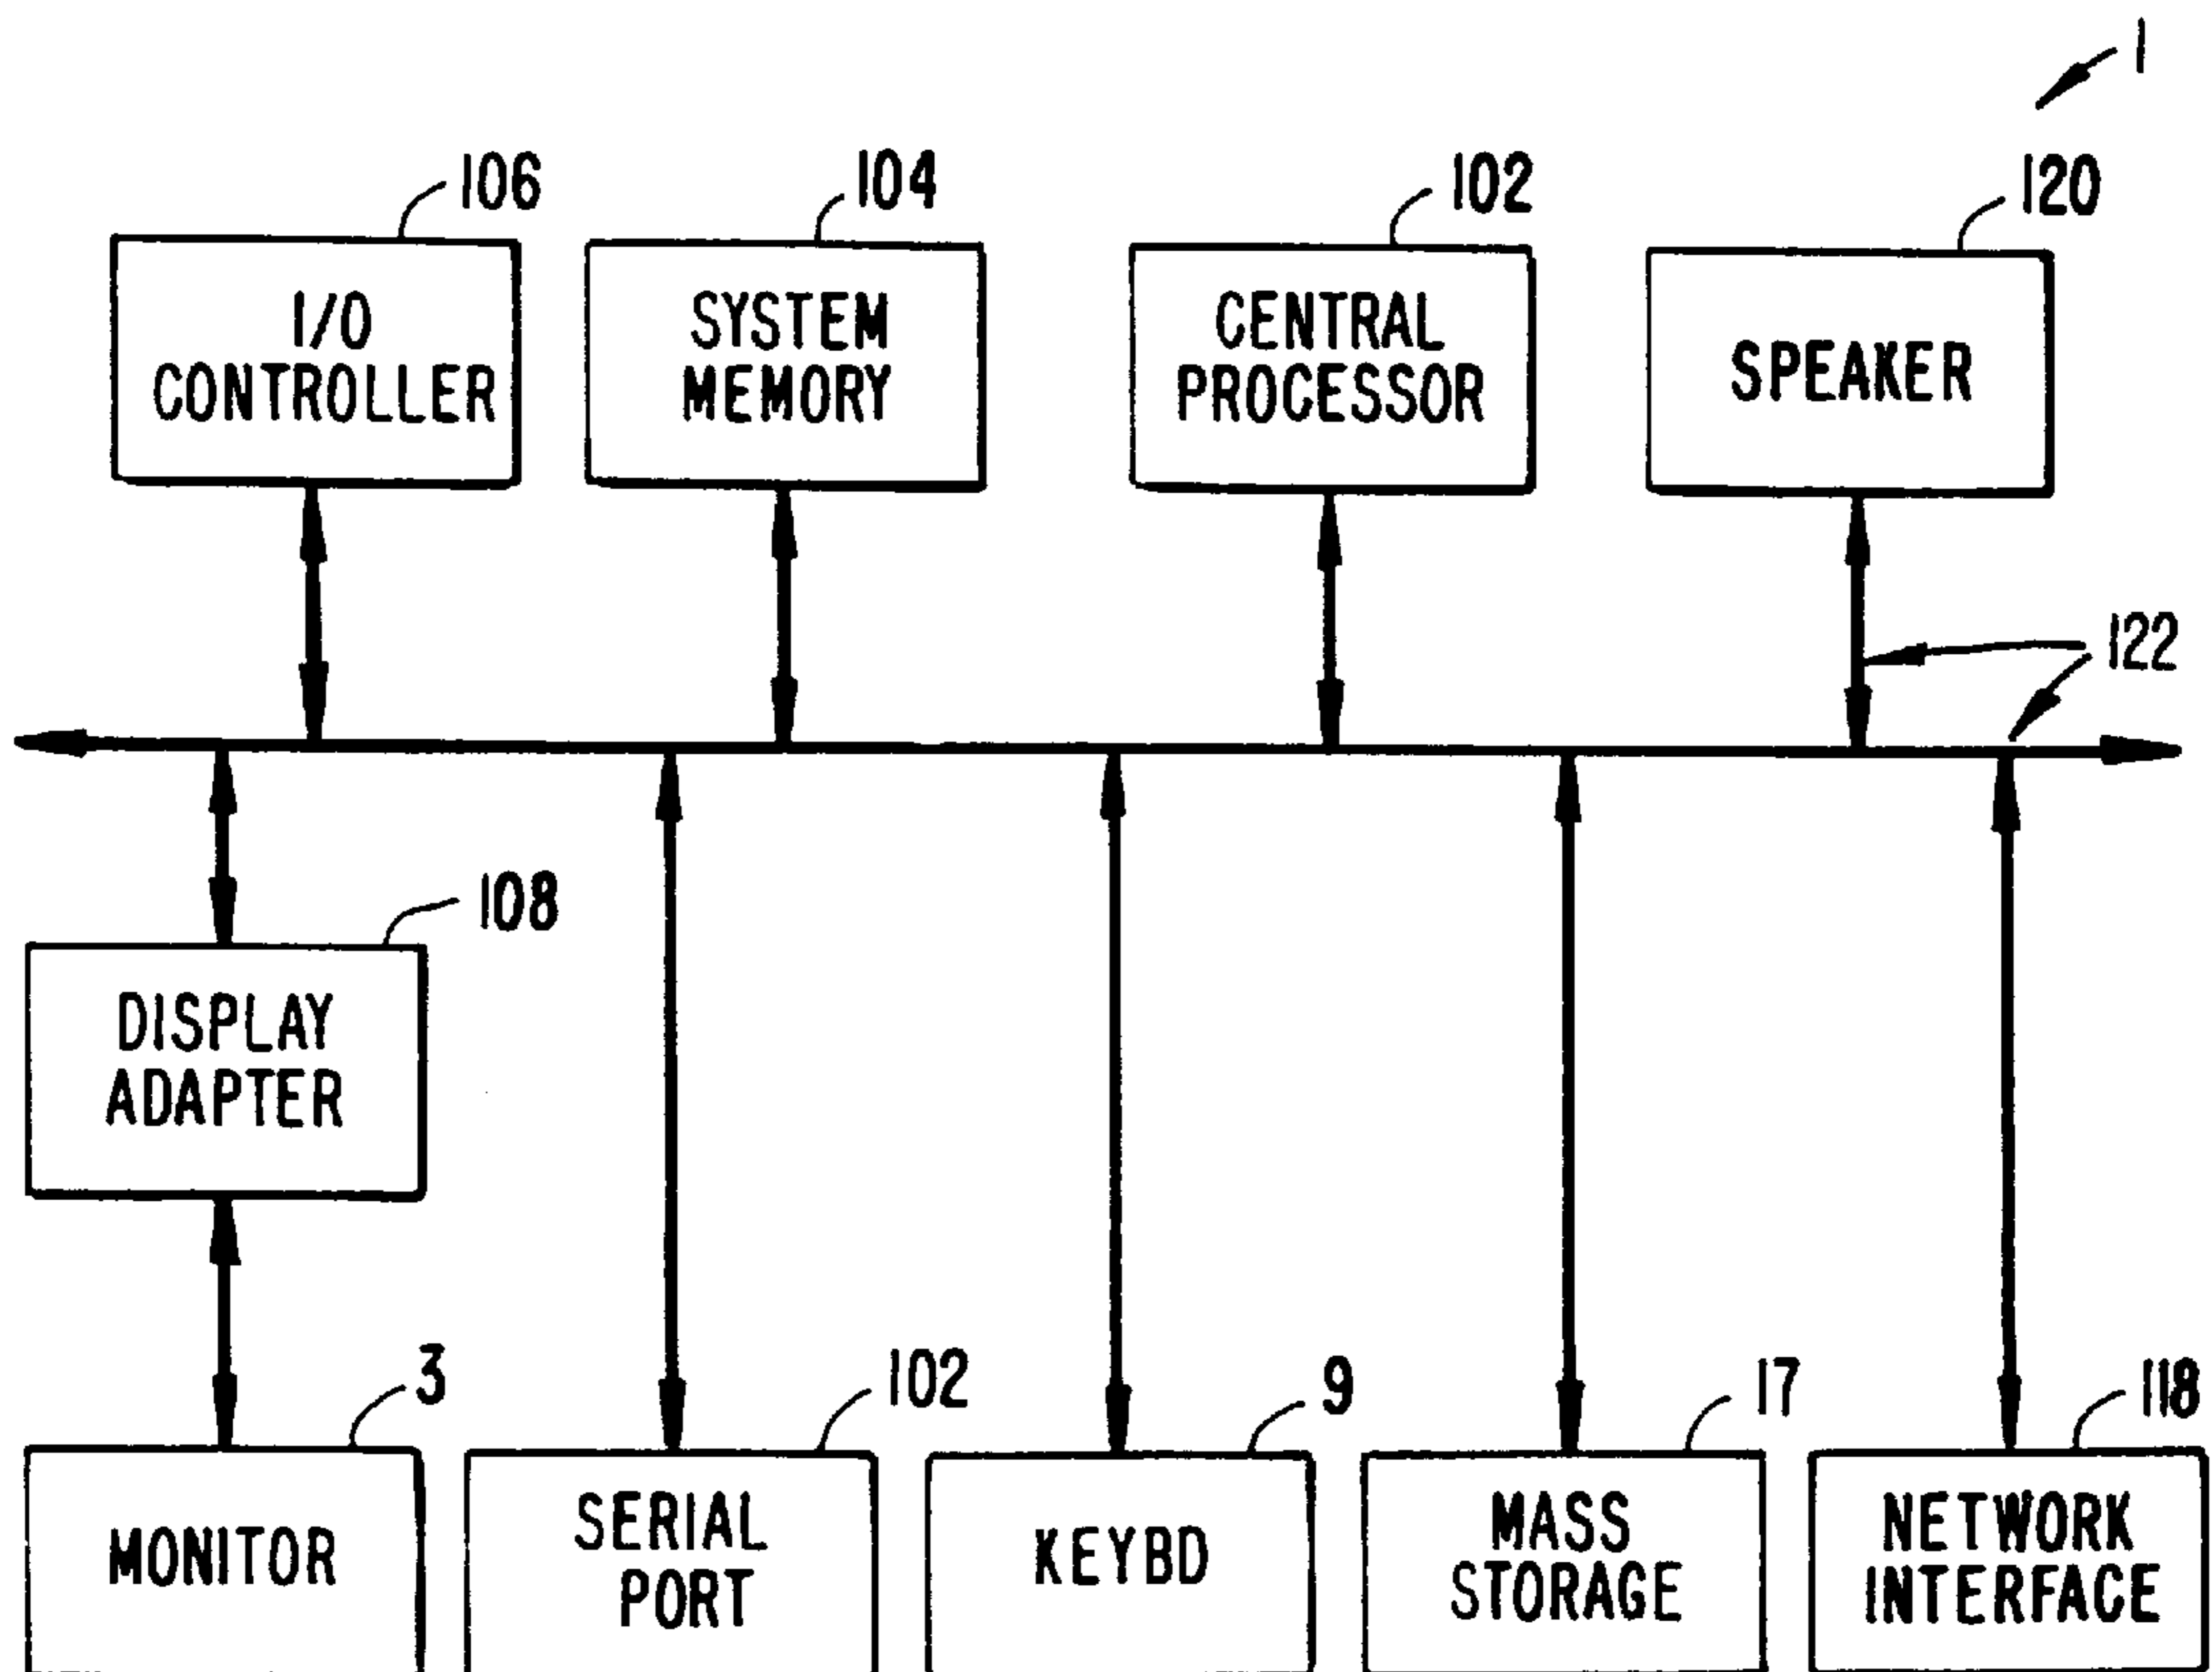 1
106
104
102
120
I/O
CONTROLLER
SYSTEM
MEMORY
CENTRAL
PROCESSOR
SPEAKER
122
108
DISPLAY
ADAPTER
3
102
9
17
118
MONITOR
SERIAL
PORT
KEYBD
MASS
STORAGE
NETWORK
INTERFACE